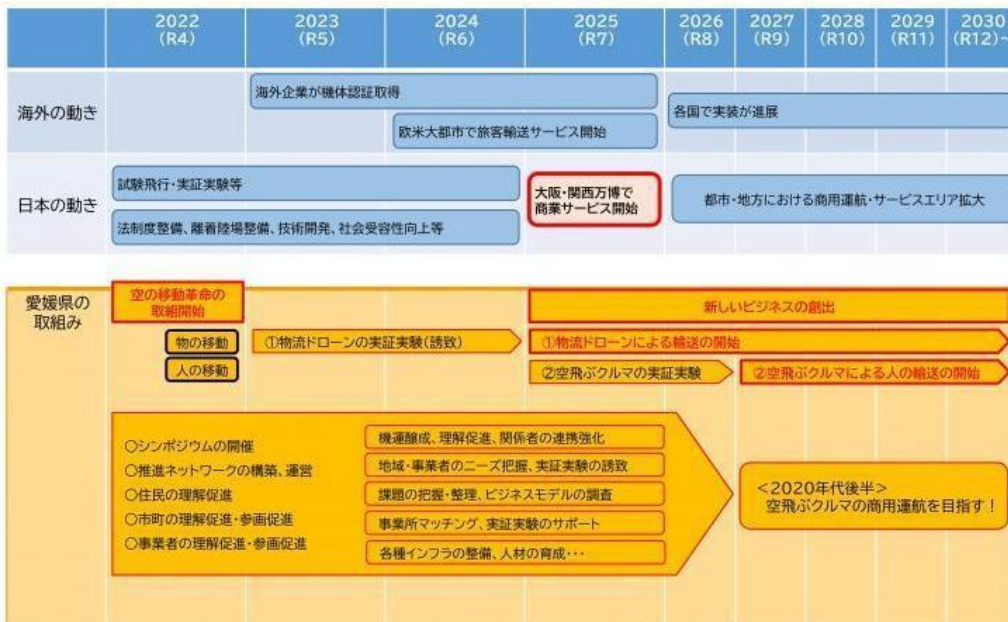 2022
(R4)
2023
(R5)
2024
(R6)
2025
(R7)
2026
(R8)
2027
(R9)
2028
(R10)
2029
(R11)
2030
(R12)~
海外の動き
海外企業が機体認証取得
欧米大都市で旅客輸送サービス開始
各国で実装が進展
日本の動き
試験飛行・実証実験等
法制度整備、離着陸場整備、技術開発、社会受容性向上等
大阪・関西万博で
商業サービス開始
都市・地方における商用運航・サービスエリア拡大
愛媛県の
取組み
空の移動革命の
取組開始
新しいビジネスの創出
物の移動
①物流ドローンの実証実験(誘致)
①物流ドローンによる輸送の開始
人の移動
②空飛ぶクルマの実証実験
②空飛ぶクルマによる人の輸送の開始
○シンポジウムの開催
○推進ネットワークの構築、運営
○住民の理解促進
○市町の理解促進・参画促進
○事業者の理解促進・参画促進
機運醸成、理解促進、関係者の連携強化
地域・事業者のニーズ把握、実証実験の誘致
課題の把握・整理、ビジネスモデルの調査
事業所マッチング、実証実験のサポート
各種インフラの整備、人材の育成・・・
<2020年代後半>
空飛ぶクルマの商用運航を目指す!